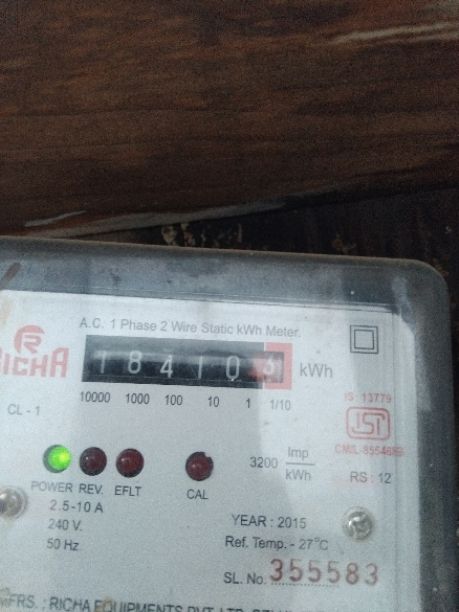 A.C. 1 Phase 2 Wire Static kWh Meter.
R
RICHA
18410 kWh
10000 1000 100 10 1 1/10
CL - 1
IS: 13779
ISI
RS : 12
3200 Imp
kWh
POWER REV. EFLT CAL
2.5-10 A
240 V.
50 Hz
YEAR : 2015
Ref. Temp. - 27°C
SL. No. 355583
MFRS. : RICHA EQUIPMENTS PVT. LTD.